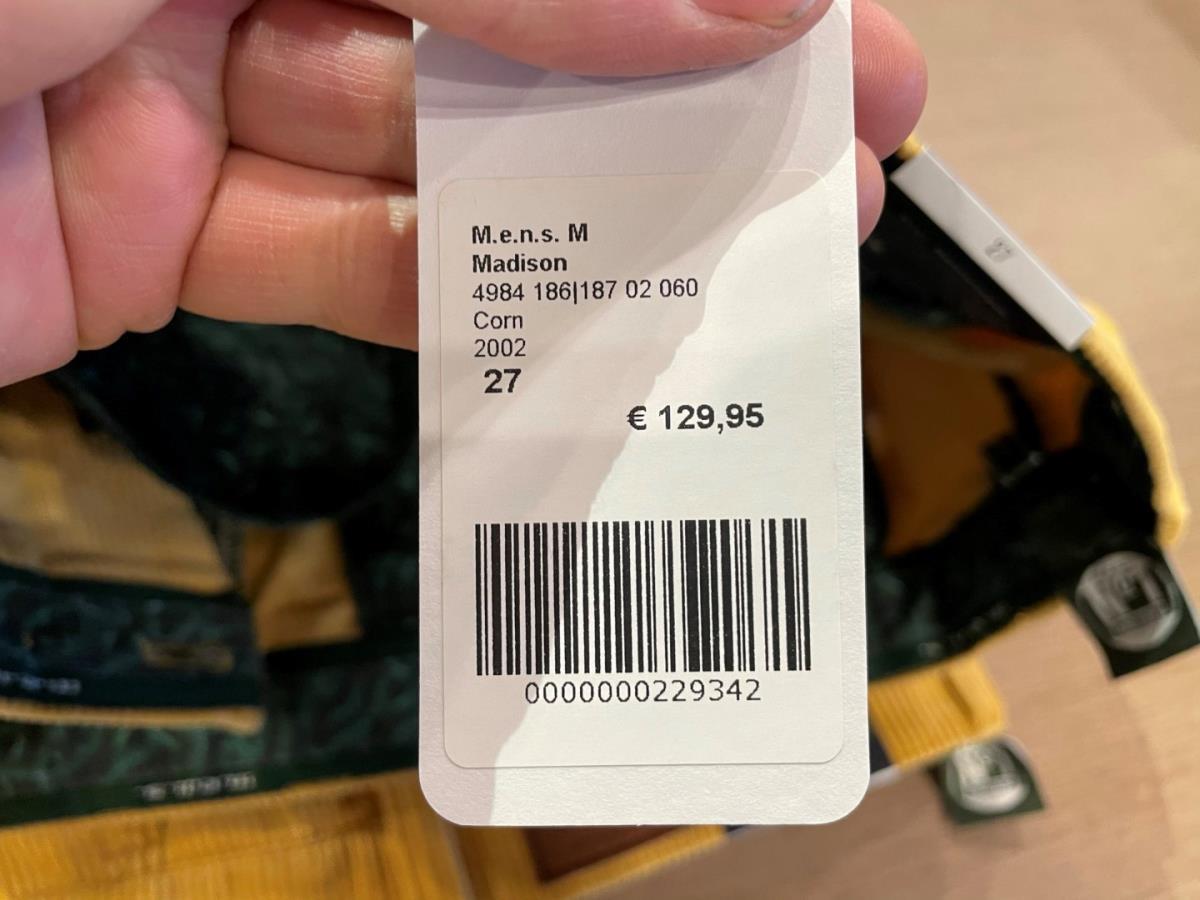 M.e.n.s. M
Madison
4984 186|187 02 060
Corn
2002
27
€ 129,95
0000000229342